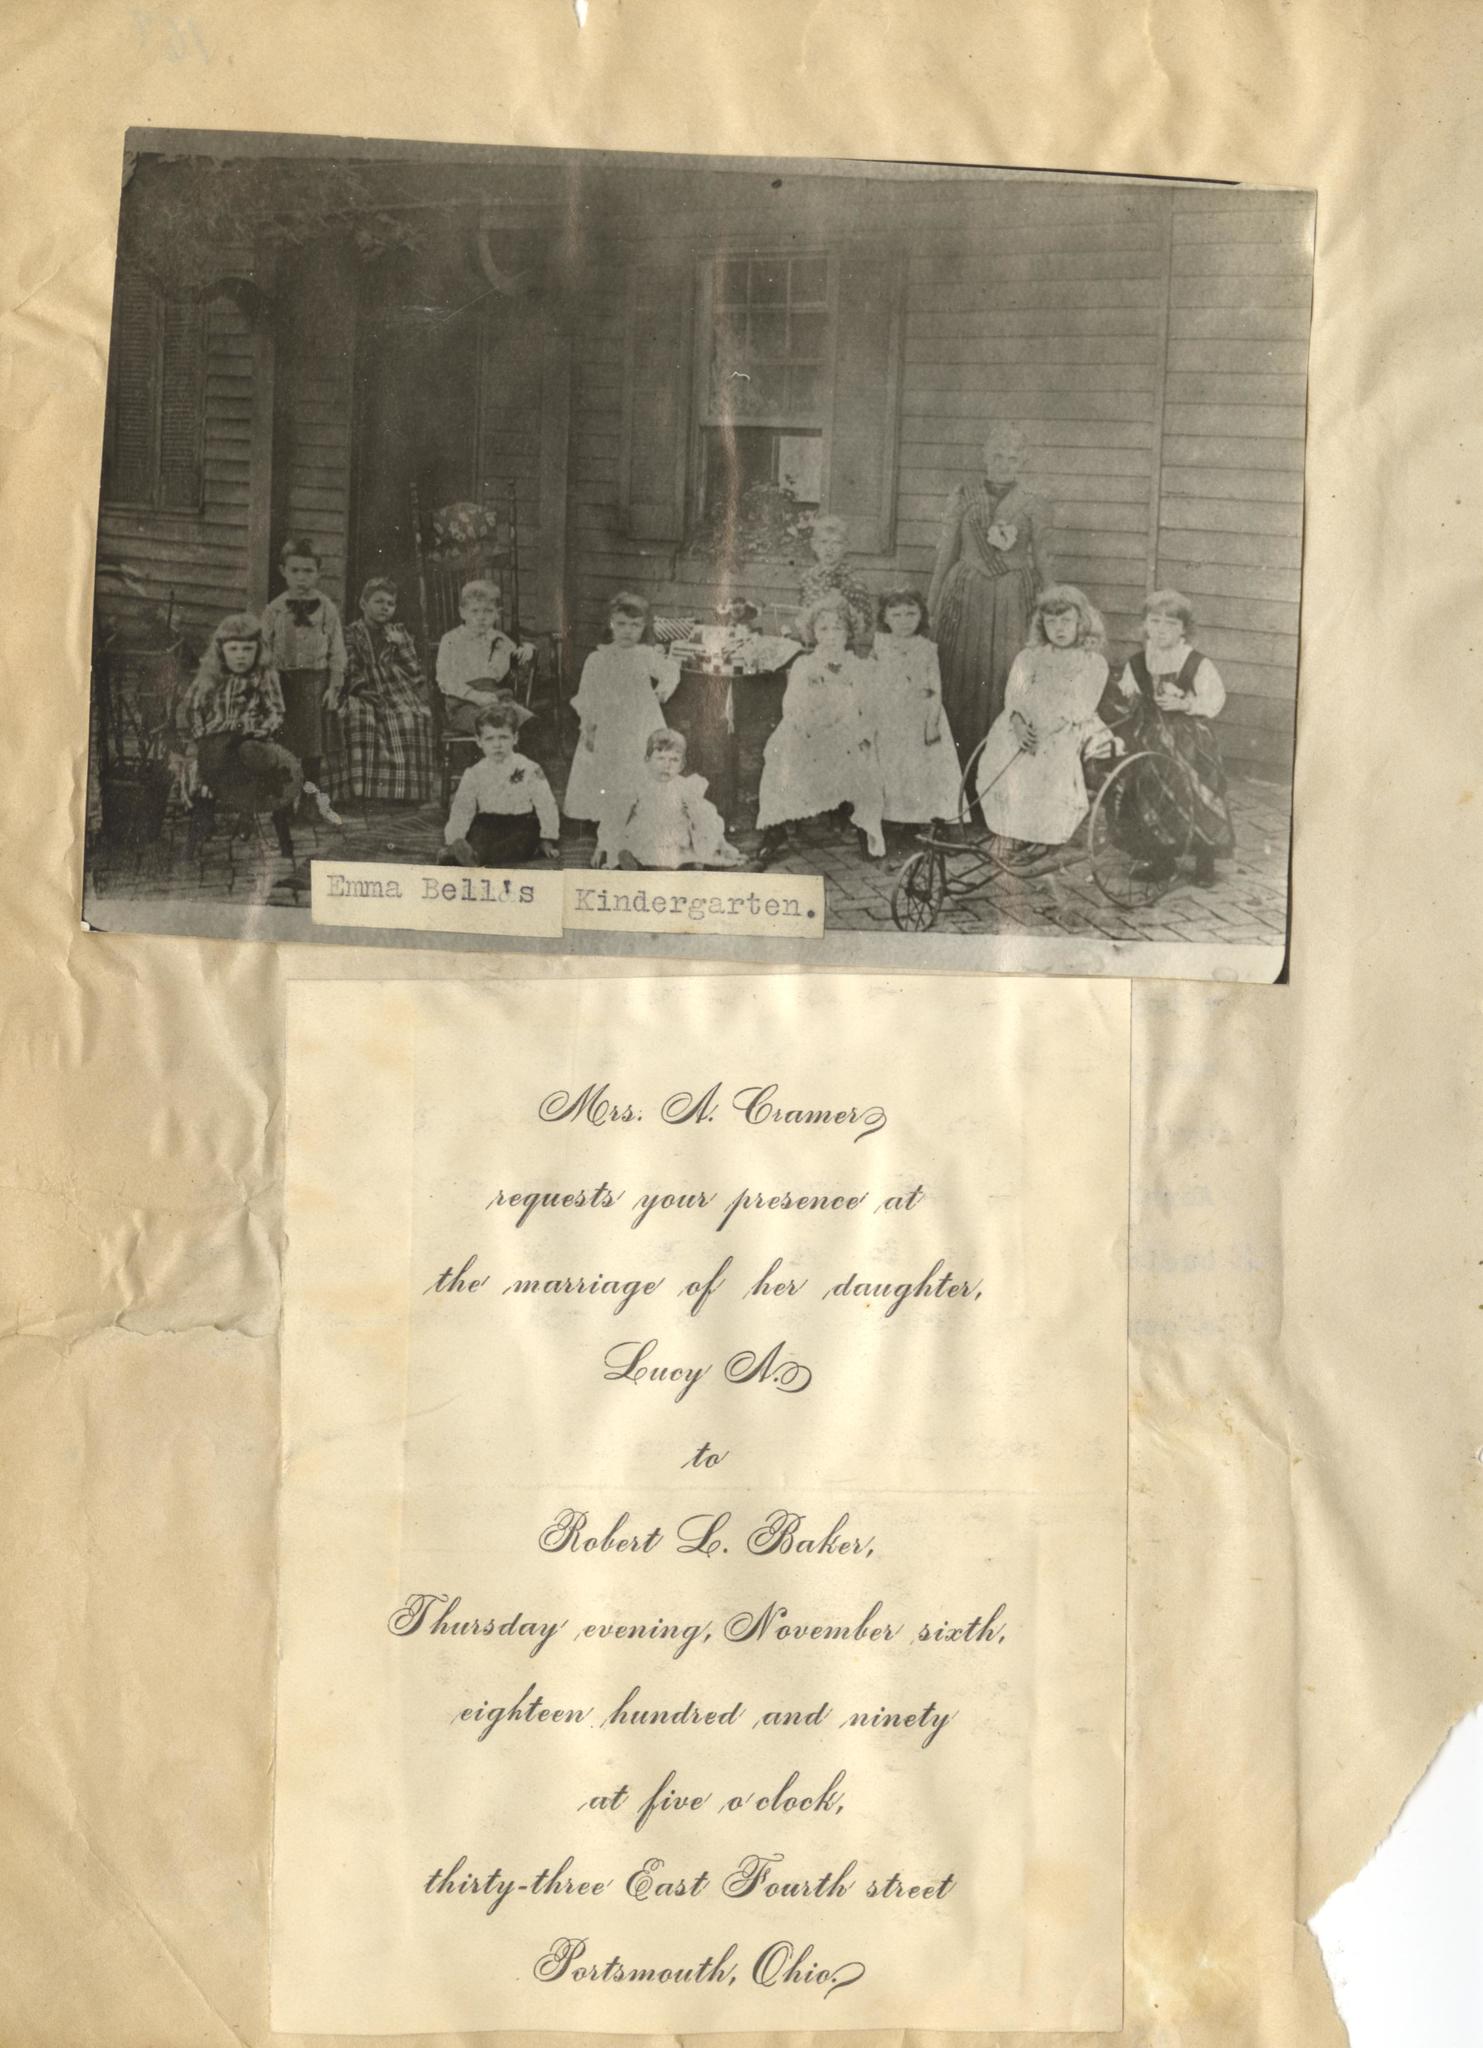 Emma Bell's Kindergarten.
Mrs. A. Cramer
requests your presence at
the marriage of her daughter,
Lucy A.
to
Robert L. Baker,
Thursday evening, November sixth,
eighteen hundred and ninety
at five o'clock,
thirty-three East Fourth street
Portsmouth, Ohio.